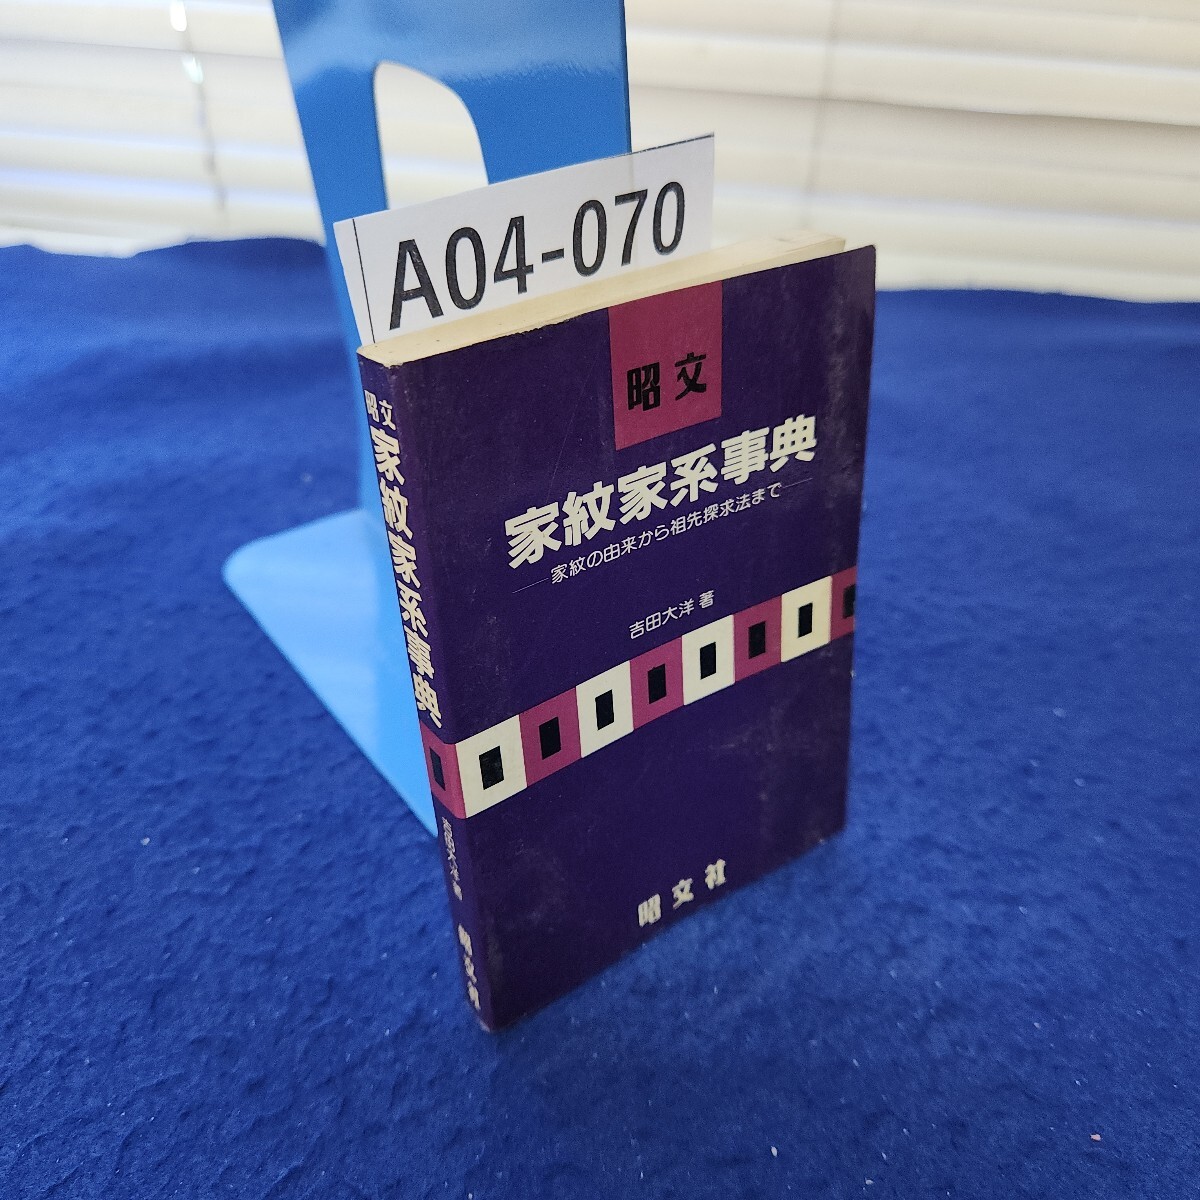 A04-070
昭文
家紋家系事典
―家紋の由来から祖先探求法まで―
吉田大洋 著
昭文社
昭文
家紋家系事典
吉田大洋 著
昭文社